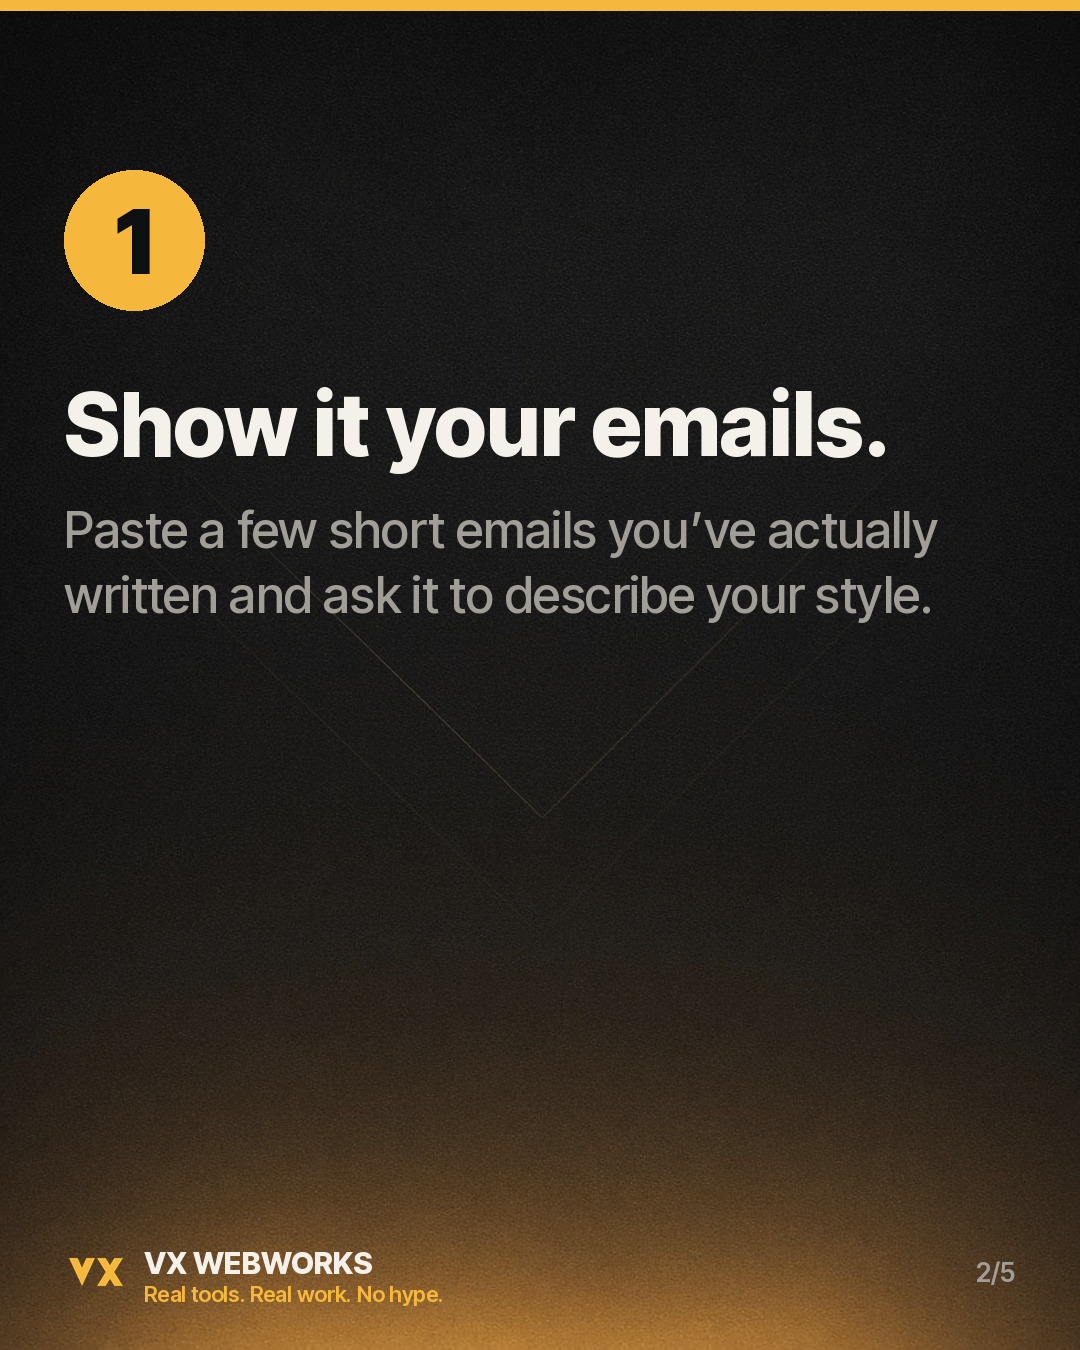 1
Show it your emails.
Paste a few short emails you’ve actually
written and ask it to describe your style.
VX
VX WEBWORKS
Real tools. Real work. No hype.
2/5